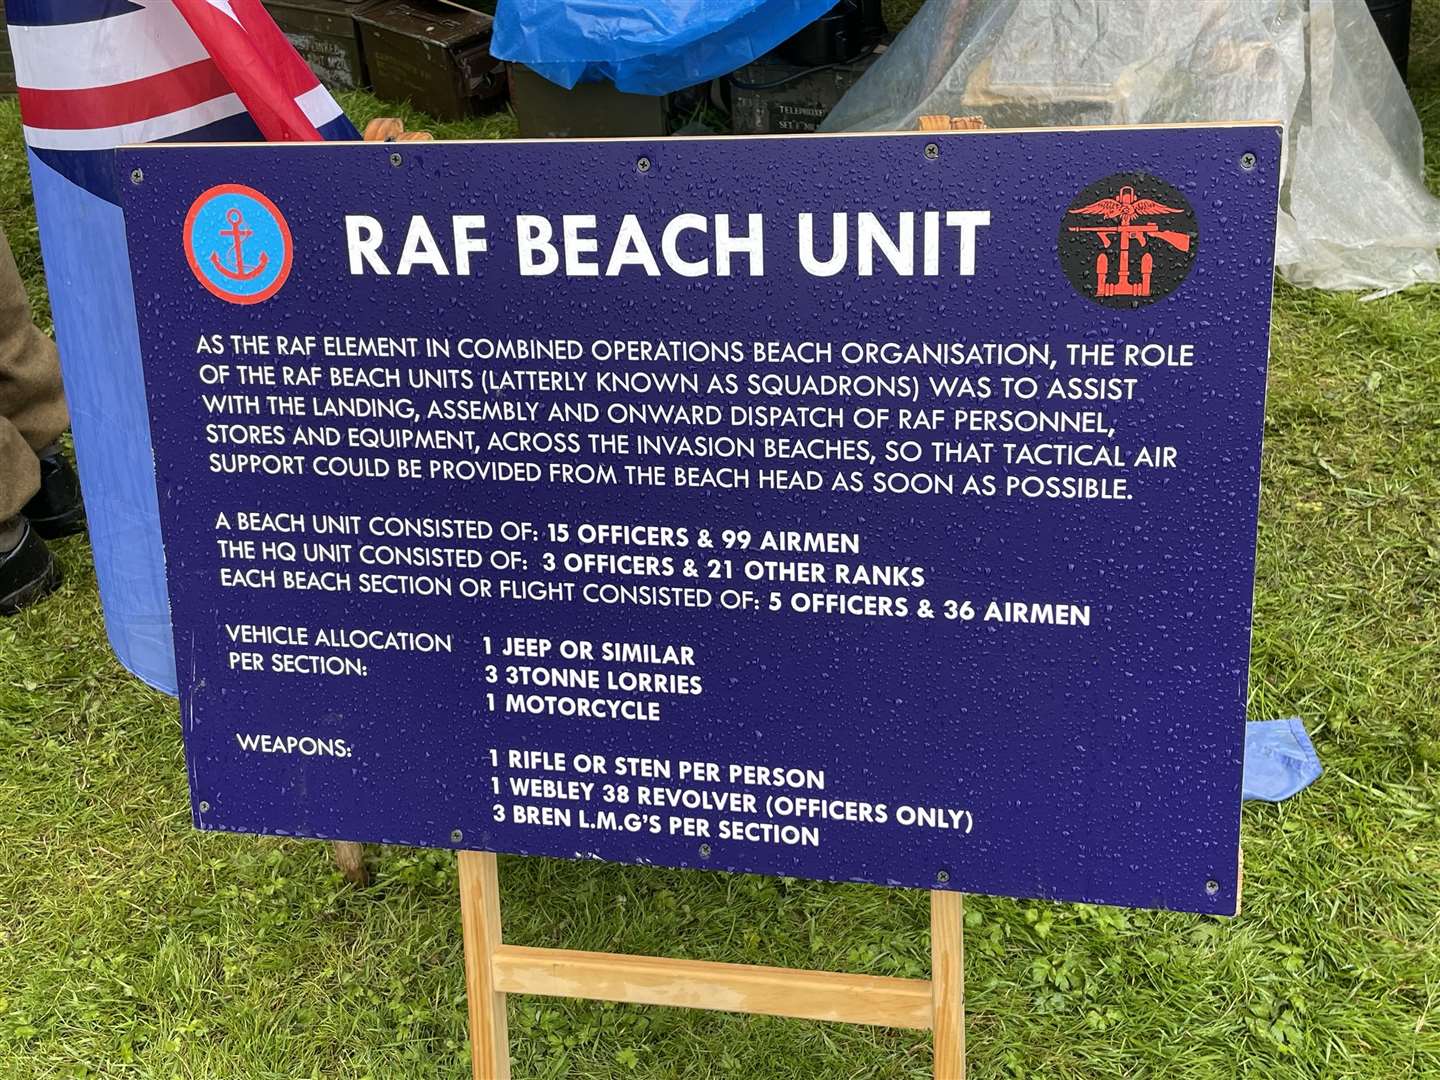 TELEPHONE
SET
RAF BEACH UNIT
AS THE RAF ELEMENT IN COMBINED OPERATIONS BEACH ORGANISATION, THE ROLE
OF THE RAF BEACH UNITS (LATTERLY KNOWN AS SQUADRONS) WAS TO ASSIST
WITH THE LANDING, ASSEMBLY AND ONWARD DISPATCH OF RAF PERSONNEL,
STORES AND EQUIPMENT, ACROSS THE INVASION BEACHES, SO THAT TACTICAL AIR
SUPPORT COULD BE PROVIDED FROM THE BEACH HEAD AS SOON AS POSSIBLE.
A BEACH UNIT CONSISTED OF: 15 OFFICERS & 99 AIRMEN
THE HQ UNIT CONSISTED OF: 3 OFFICERS & 21 OTHER RANKS
EACH BEACH SECTION OR FLIGHT CONSISTED OF: 5 OFFICERS & 36 AIRMEN
VEHICLE ALLOCATION 1 JEEP OR SIMILAR
PER SECTION: 3 3TONNE LORRIES
1 MOTORCYCLE
WEAPONS: 1 RIFLE OR STEN PER PERSON
1 WEBLEY 38 REVOLVER (OFFICERS ONLY)
3 BREN L.M.G'S PER SECTION